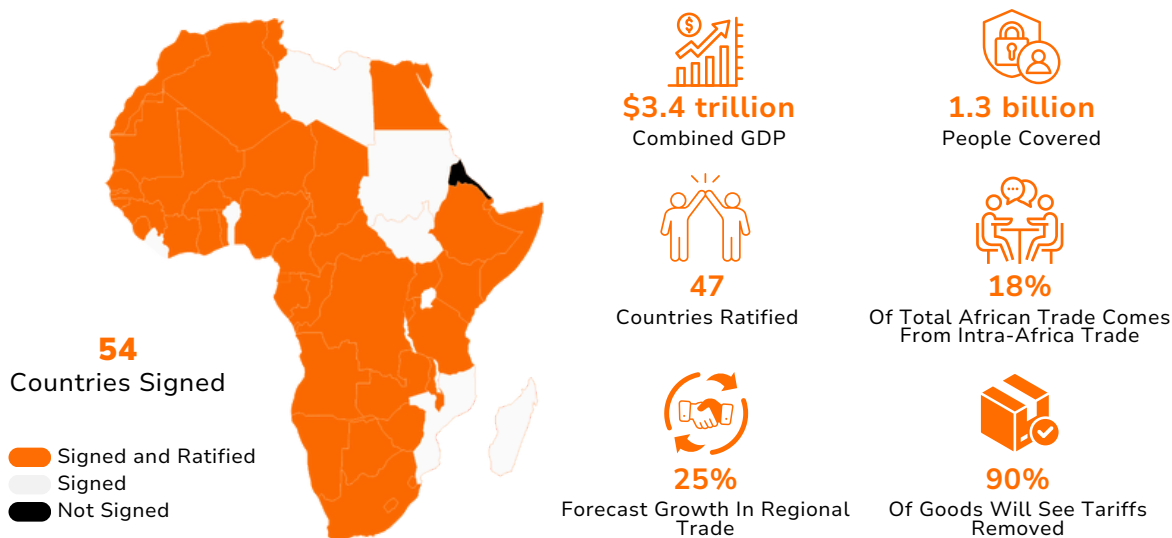 54
Countries Signed
Signed and Ratified
Signed
Not Signed
$
$3.4 trillion
Combined GDP
1.3 billion
People Covered
47
Countries Ratified
18%
Of Total African Trade Comes
From Intra-Africa Trade
25%
Forecast Growth In Regional
Trade
90%
Of Goods Will See Tariffs
Removed